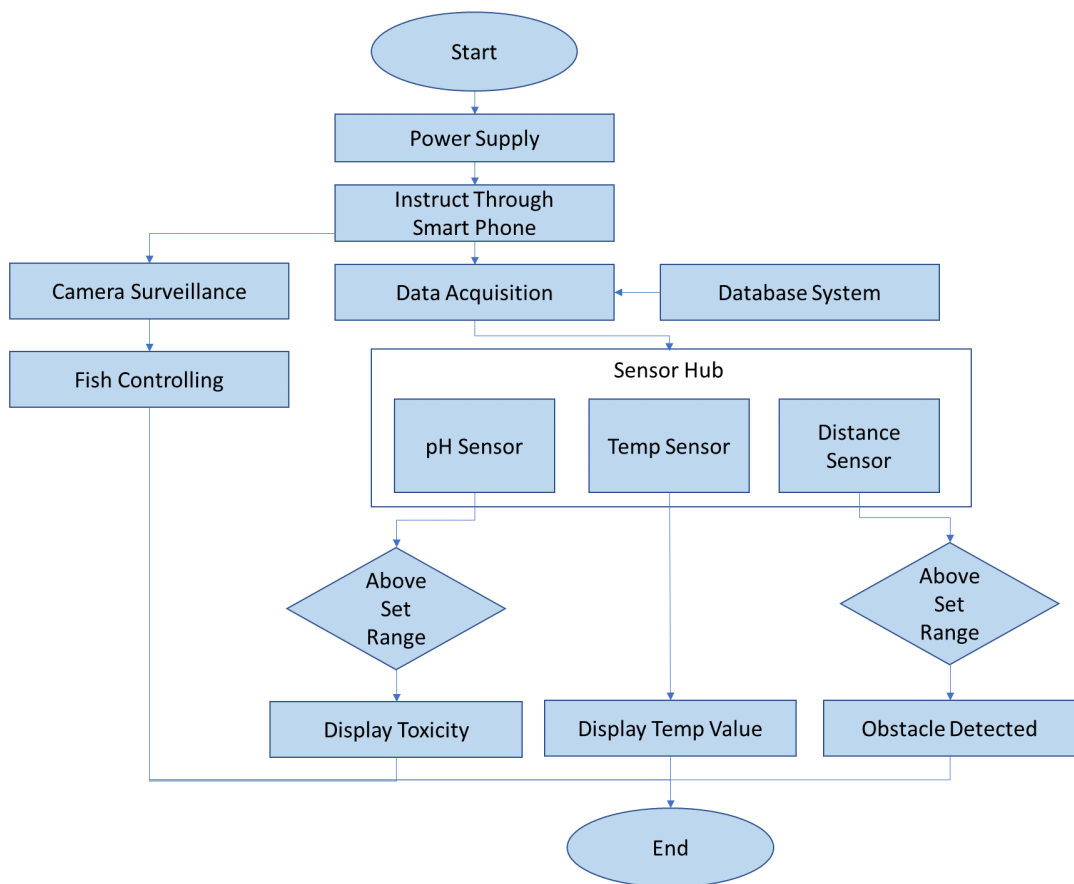 Start
Power Supply
Instruct Through
Smart Phone
Camera Surveillance
Data Acquisition
Database System
Fish Controlling
Sensor Hub
pH Sensor
Temp Sensor
Distance
Sensor
Above
Set
Range
Above
Set
Range
Display Toxicity
Display Temp Value
Obstacle Detected
End